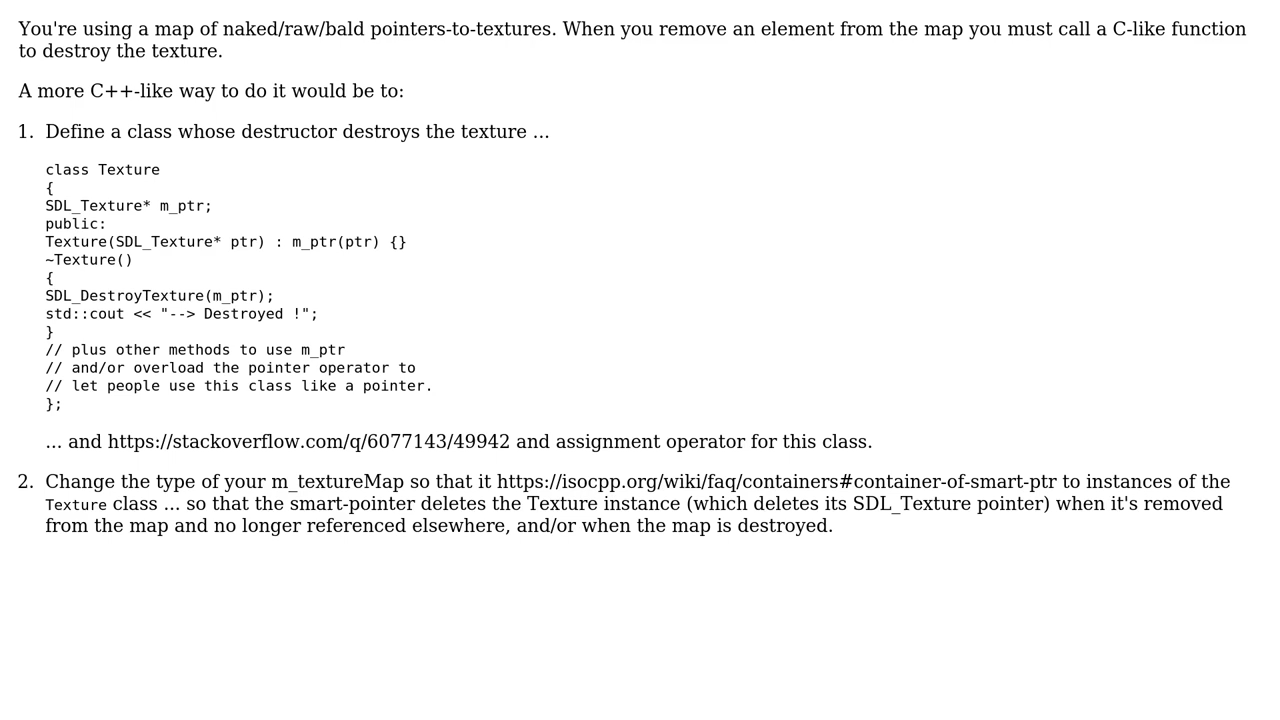 You're using a map of naked/raw/bald pointers-to-textures. When you remove an element from the map you must call a C-like function
to destroy the texture.
A more C++-like way to do it would be to:
1. Define a class whose destructor destroys the texture ...
class Texture
{
SDL_Texture* m_ptr;
public:
Texture(SDL_Texture* ptr) : m_ptr(ptr) {}
~Texture()
{
SDL_DestroyTexture(m_ptr);
std::cout << "--> Destroyed !";
}
// plus other methods to use m_ptr
// and/or overload the pointer operator to
// let people use this class like a pointer.
};
... and https://stackoverflow.com/q/6077143/49942 and assignment operator for this class.
2. Change the type of your m_textureMap so that it https://isocpp.org/wiki/faq/containers#container-of-smart-ptr to instances of the
Texture class ... so that the smart-pointer deletes the Texture instance (which deletes its SDL_Texture pointer) when it's removed
from the map and no longer referenced elsewhere, and/or when the map is destroyed.